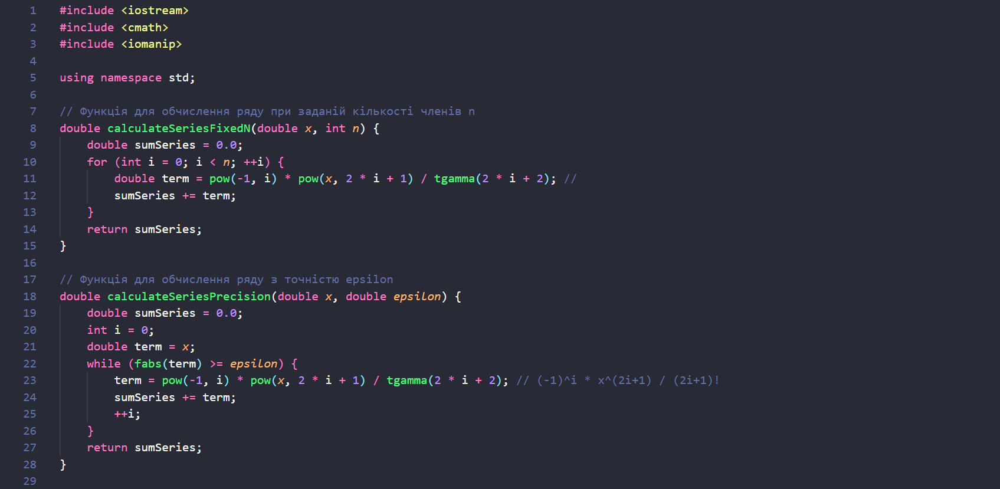 1 #include <iostream>
2 #include <cmath>
3 #include <iomanip>
4
5 using namespace std;
6
7 // Функція для обчислення ряду при заданій кількості членів n
8 double calculateSeriesFixedN(double x, int n) {
9     double sumSeries = 0.0;
10     for (int i = 0; i < n; ++i) {
11         double term = pow(-1, i) * pow(x, 2 * i + 1) / tgamma(2 * i + 2); //
12         sumSeries += term;
13     }
14     return sumSeries;
15 }
16
17 // Функція для обчислення ряду з точністю epsilon
18 double calculateSeriesPrecision(double x, double epsilon) {
19     double sumSeries = 0.0;
20     int i = 0;
21     double term = x;
22     while (fabs(term) >= epsilon) {
23         term = pow(-1, i) * pow(x, 2 * i + 1) / tgamma(2 * i + 2); // (-1)^i * x^(2i+1) / (2i+1)!
24         sumSeries += term;
25         ++i;
26     }
27     return sumSeries;
28 }
29